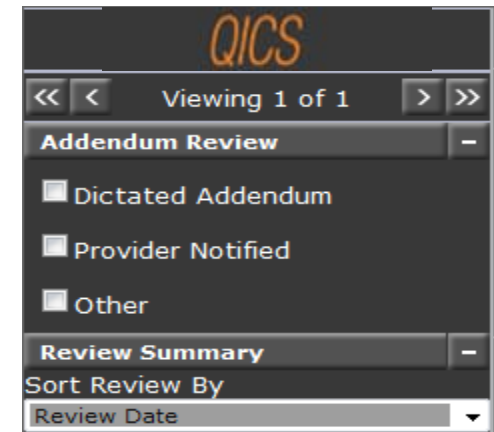 QICS
<< < Viewing 1 of 1 > >>
Addendum Review -
Dictated Addendum
Provider Notified
Other
Review Summary -
Sort Review By
Review Date